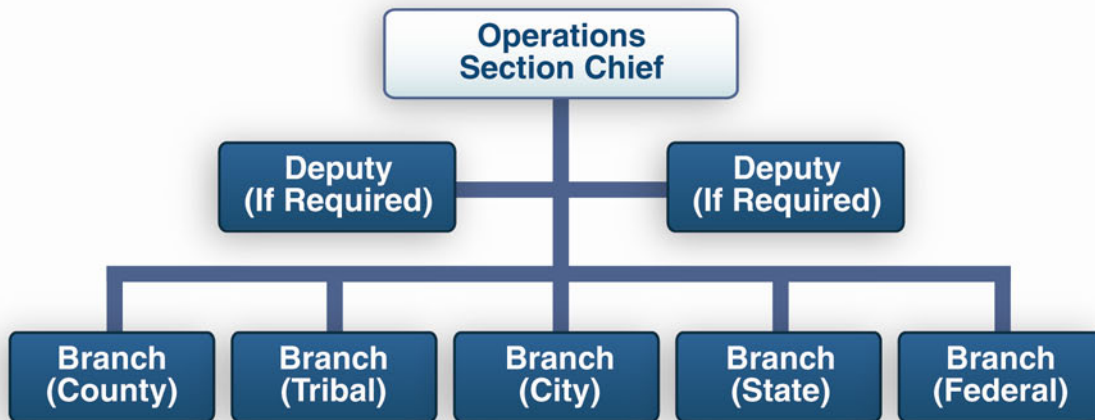 Operations
Section Chief
Deputy
(If Required)
Deputy
(If Required)
Branch
(County)
Branch
(Tribal)
Branch
(City)
Branch
(State)
Branch
(Federal)